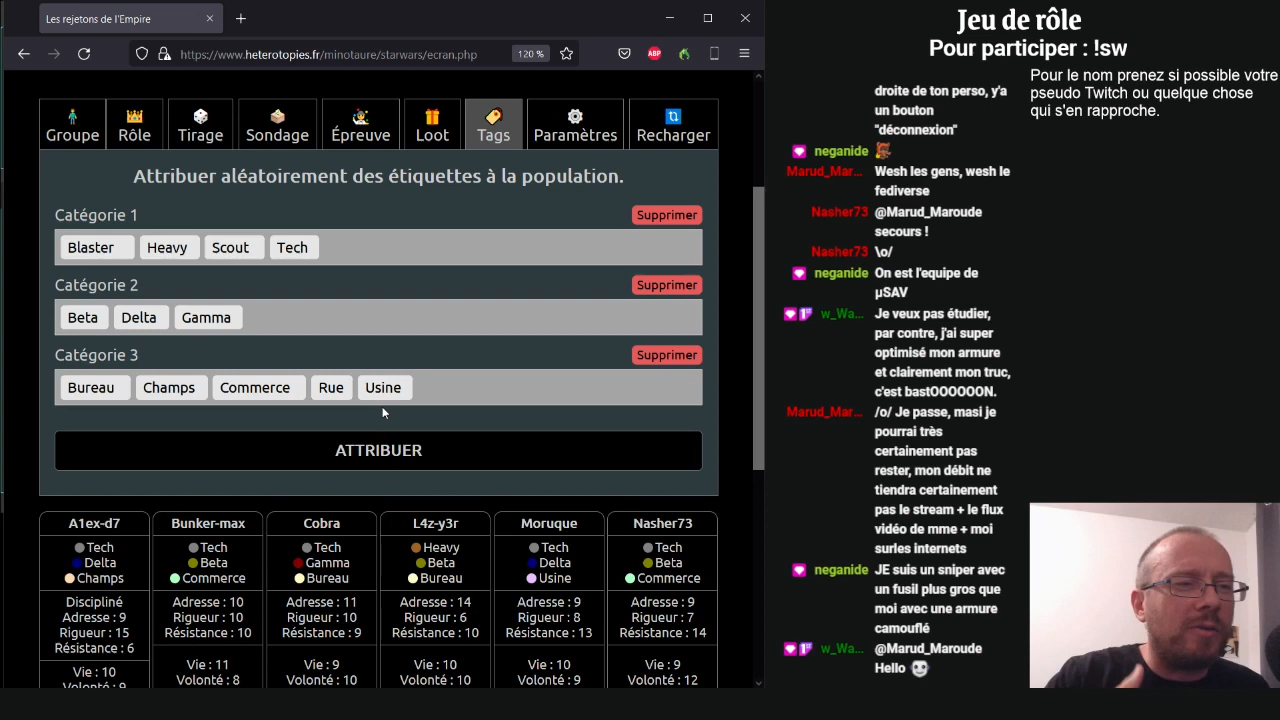 Les rejetons de l'Empire
https://www.heterotopies.fr/minotaure/starwars/ecran.php
120 %
ABP
Groupe
Rôle
Tirage
Sondage
Épreuve
Loot
Tags
Paramètres
Recharger
Attribuer aléatoirement des étiquettes à la population.
Catégorie 1
Supprimer
Blaster Heavy Scout Tech
Catégorie 2
Supprimer
Beta Delta Gamma
Catégorie 3
Supprimer
Bureau Champs Commerce Rue Usine
ATTRIBUER
A1ex-d7
Tech
Delta
Champs
Discipliné
Adresse : 9
Rigueur : 15
Résistance : 6
Vie : 10
Volonté : 9
Bunker-max
Tech
Beta
Commerce
Adresse : 10
Rigueur : 10
Résistance : 10
Vie : 11
Volonté : 8
Cobra
Tech
Gamma
Bureau
Adresse : 11
Rigueur : 10
Résistance : 9
Vie : 9
Volonté : 10
L4z-y3r
Heavy
Beta
Bureau
Adresse : 14
Rigueur : 6
Résistance : 10
Vie : 10
Volonté : 10
Moruque
Tech
Delta
Usine
Adresse : 9
Rigueur : 8
Résistance : 13
Vie : 10
Volonté : 9
Nasher73
Tech
Beta
Commerce
Adresse : 9
Rigueur : 7
Résistance : 14
Vie : 9
Volonté : 12
Jeu de rôle
Pour participer : !sw
Pour le nom prenez si possible votre
pseudo Twitch ou quelque chose
qui s'en rapproche.
droite de ton perso, y'a
un bouton
"déconnexion"
neganide
Marud_Mar... Wesh les gens, wesh le
fediverse
Nasher73 @Marud_Maroude
secours !
Nasher73 \o/
neganide On est l'equipe de
µSAV
w_Wa... Je veux pas étudier,
par contre, j'ai super
optimisé mon armure
et clairement mon truc,
c'est bastOOOOOON.
Marud_Mar... /o/ Je passe, masi je
pourrai très
certainement pas
rester, mon débit ne
tiendra certainement
pas le stream + le flux
vidéo de mme + moi
surles internets
neganide JE suis un sniper avec
un fusil plus gros que
moi avec une armure
camouflé
w_Wa... @Marud_Maroude
Hello